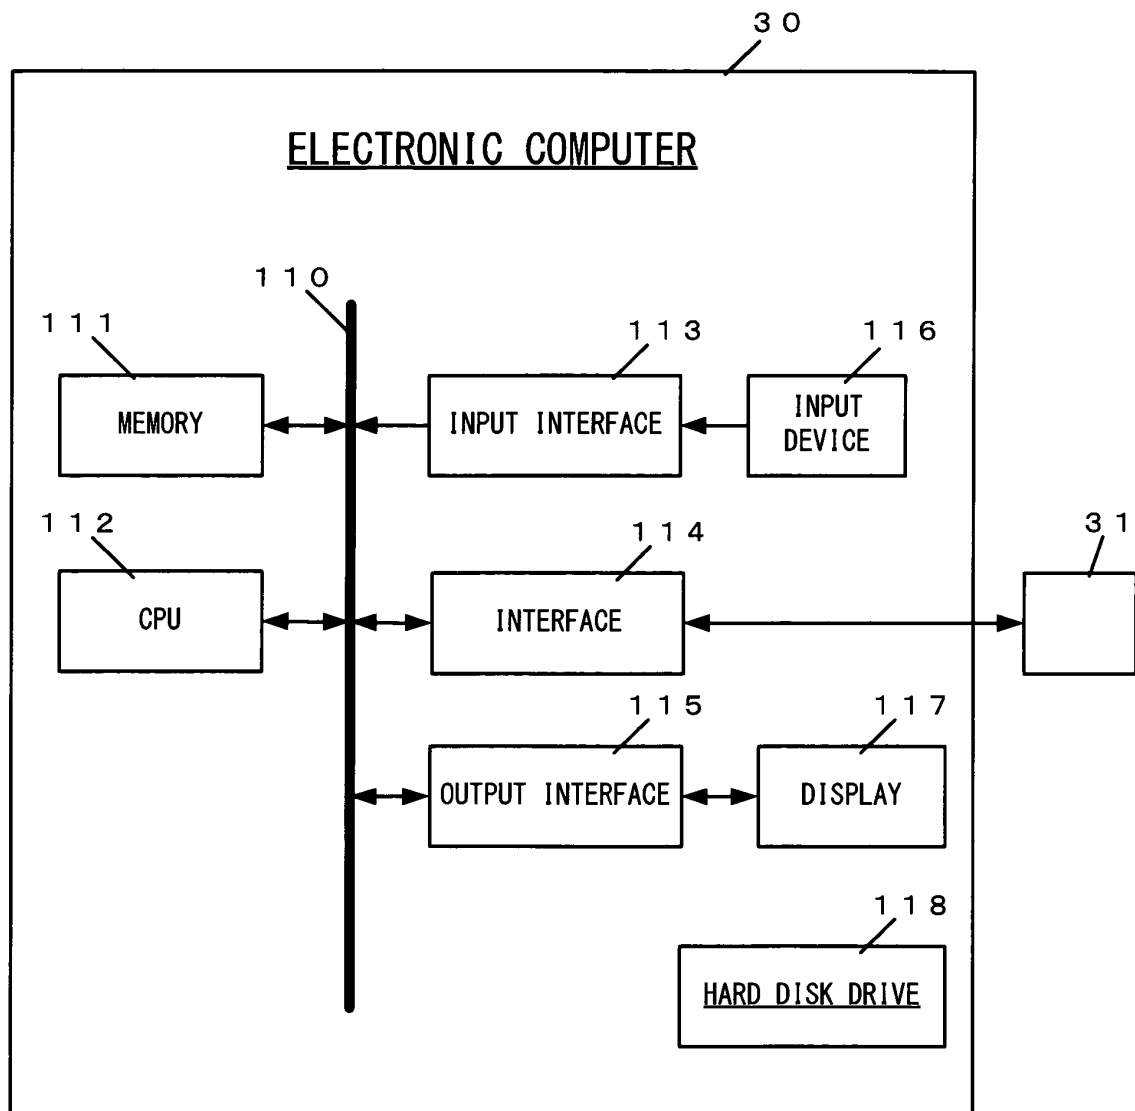 30
ELECTRONIC COMPUTER
110
111
113
116
MEMORY
INPUT INTERFACE
INPUT
DEVICE
112
114
31
CPU
INTERFACE
115
117
OUTPUT INTERFACE
DISPLAY
118
HARD DISK DRIVE